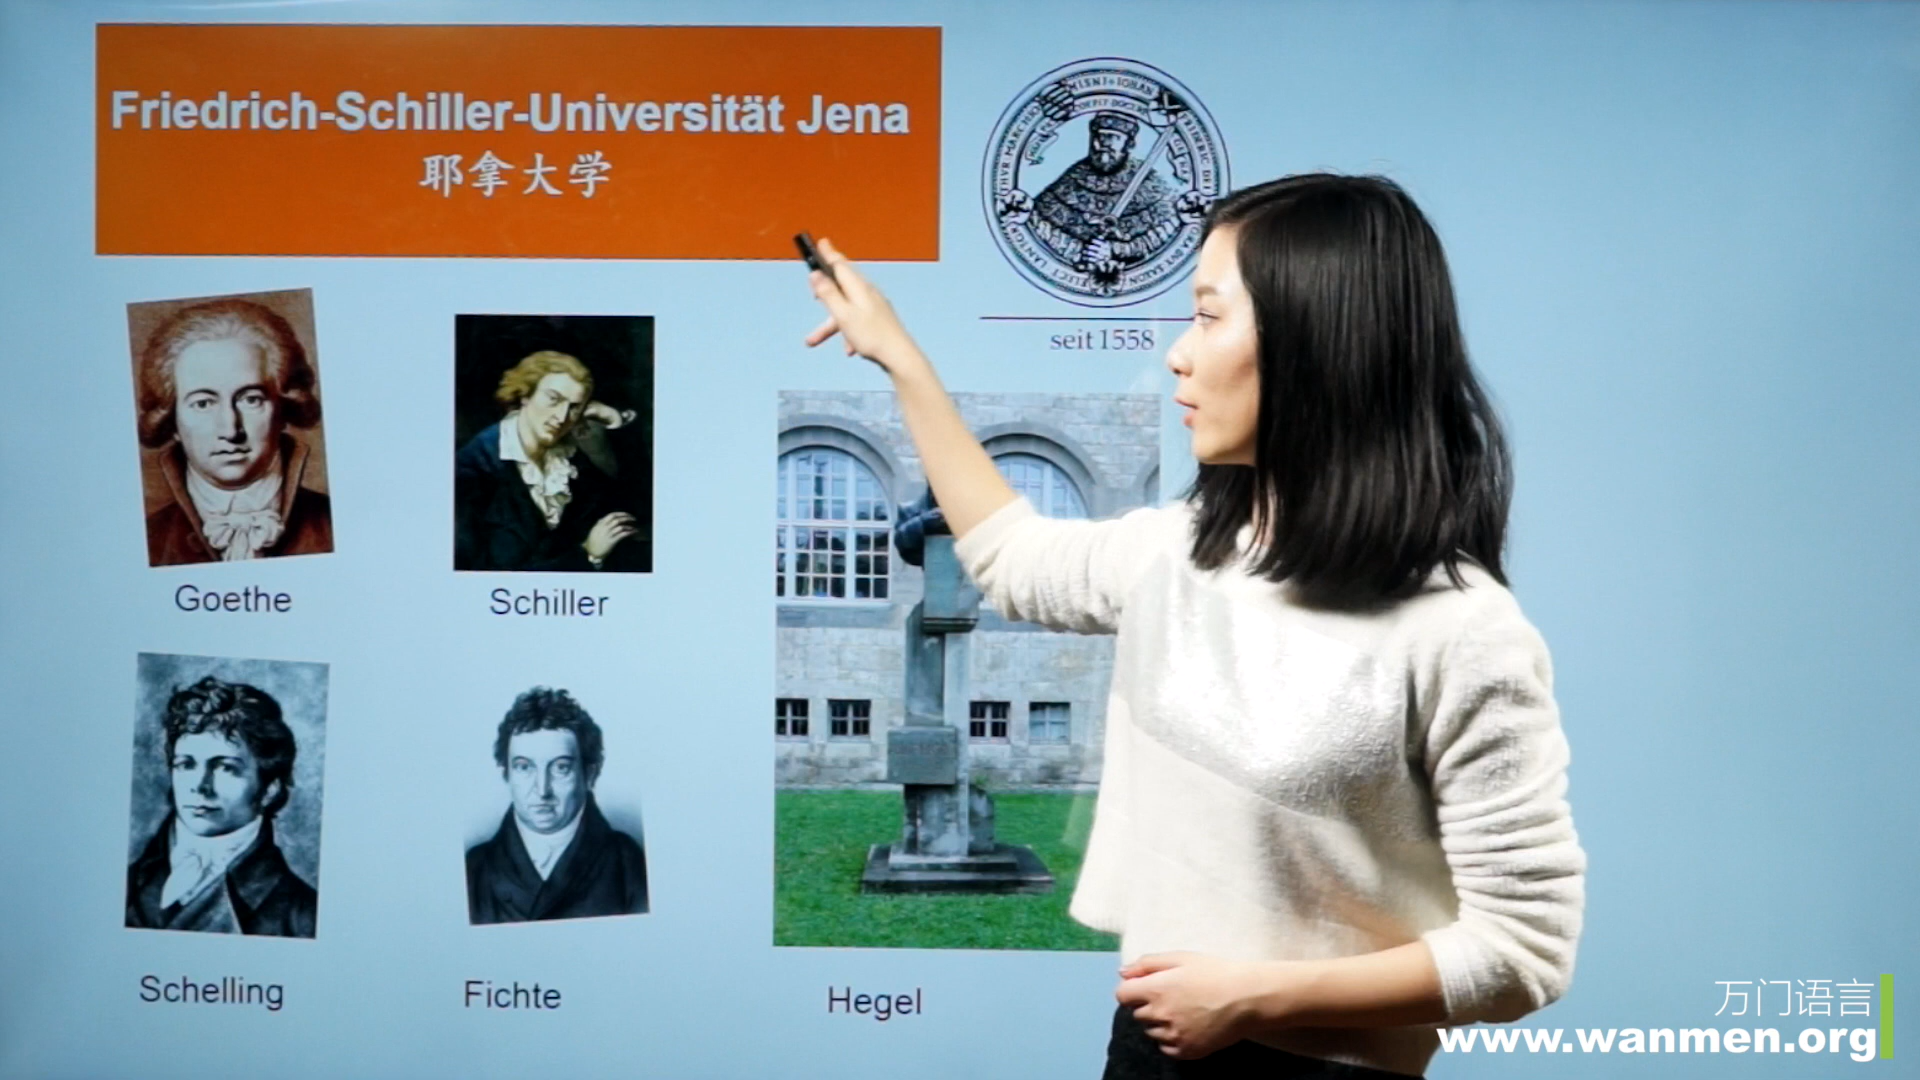 Friedrich-Schiller-Universität Jena
耶拿大学
seit 1558
Goethe
Schiller
Schelling
Fichte
Hegel
万门语言
www.wanmen.org